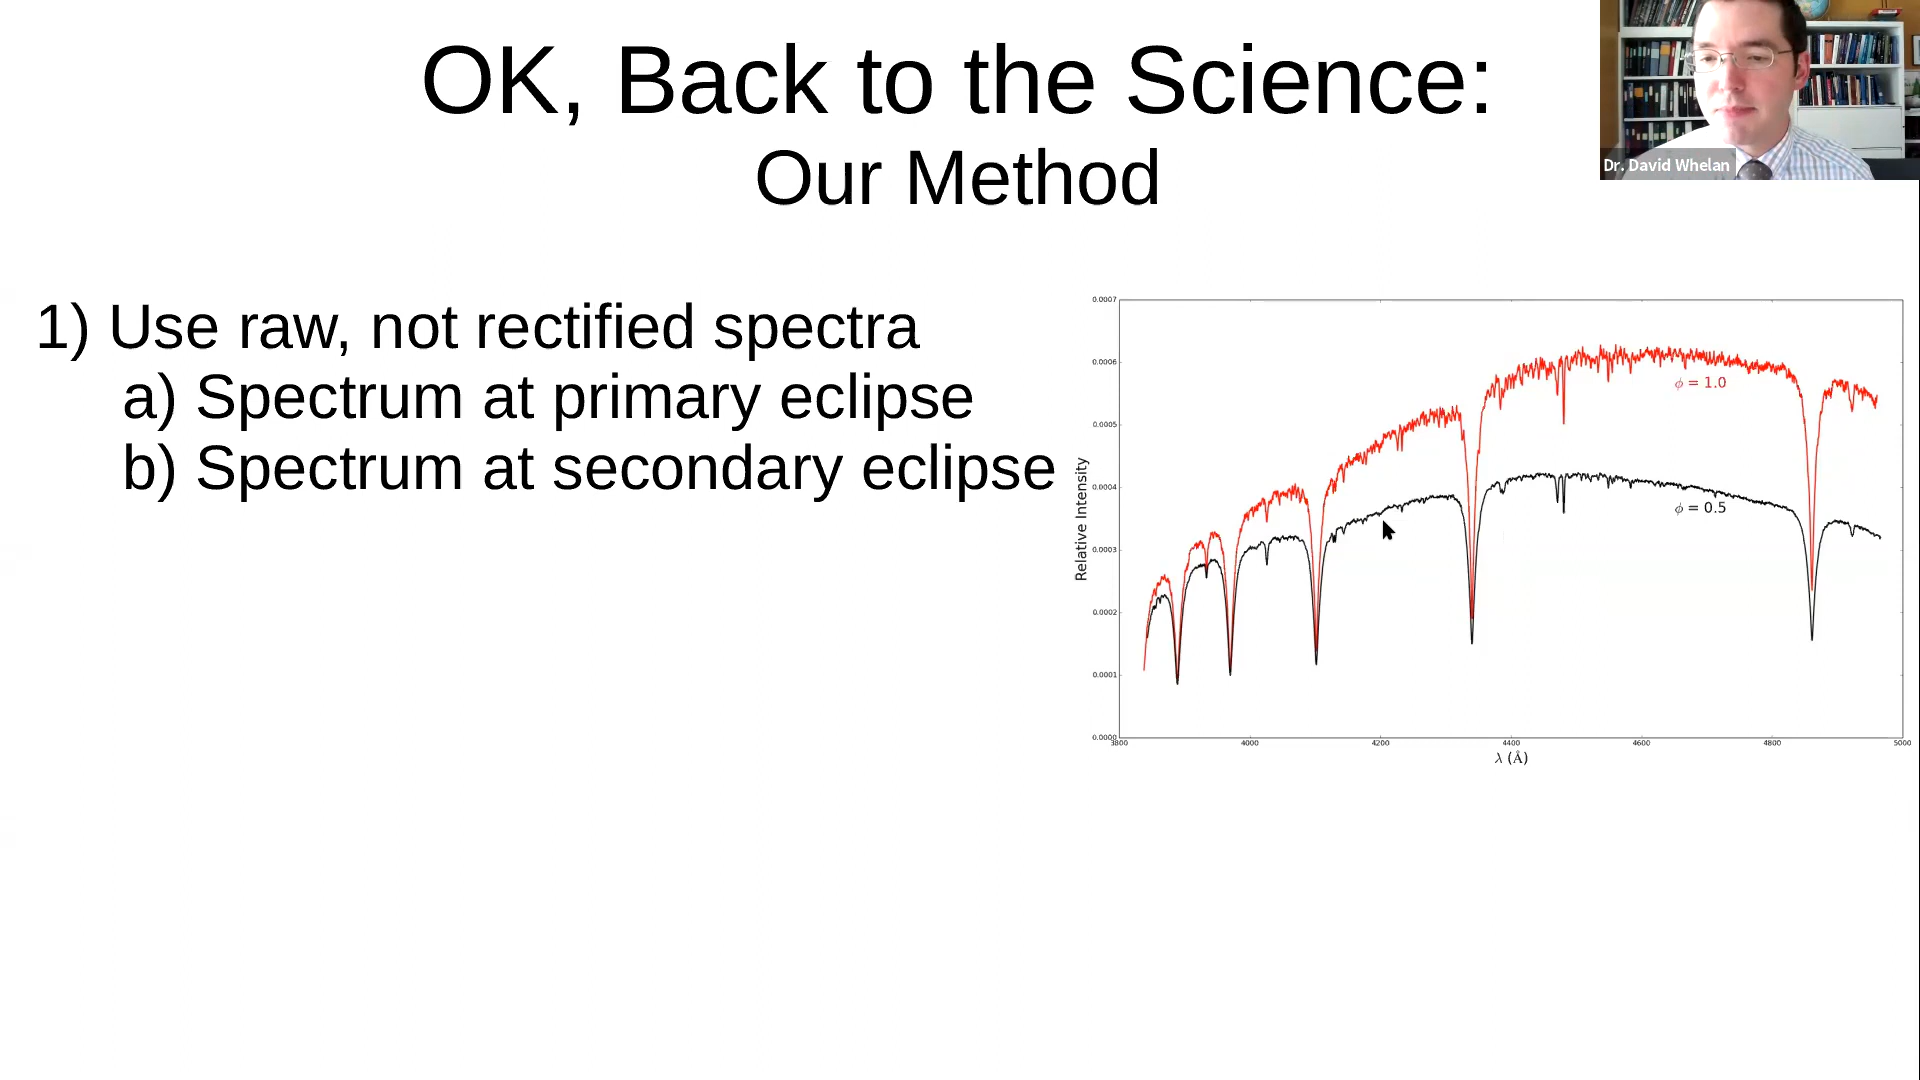 OK, Back to the Science:
Our Method
Dr. David Whelan
1) Use raw, not rectified spectra
a) Spectrum at primary eclipse
b) Spectrum at secondary eclipse
0.0007
0.0006
0.0005
0.0004
0.0003
0.0002
0.0001
0.0000
Relative Intensity
ϕ = 1.0
ϕ = 0.5
3800 4000 4200 4400 4600 4800 5000
λ (Å)